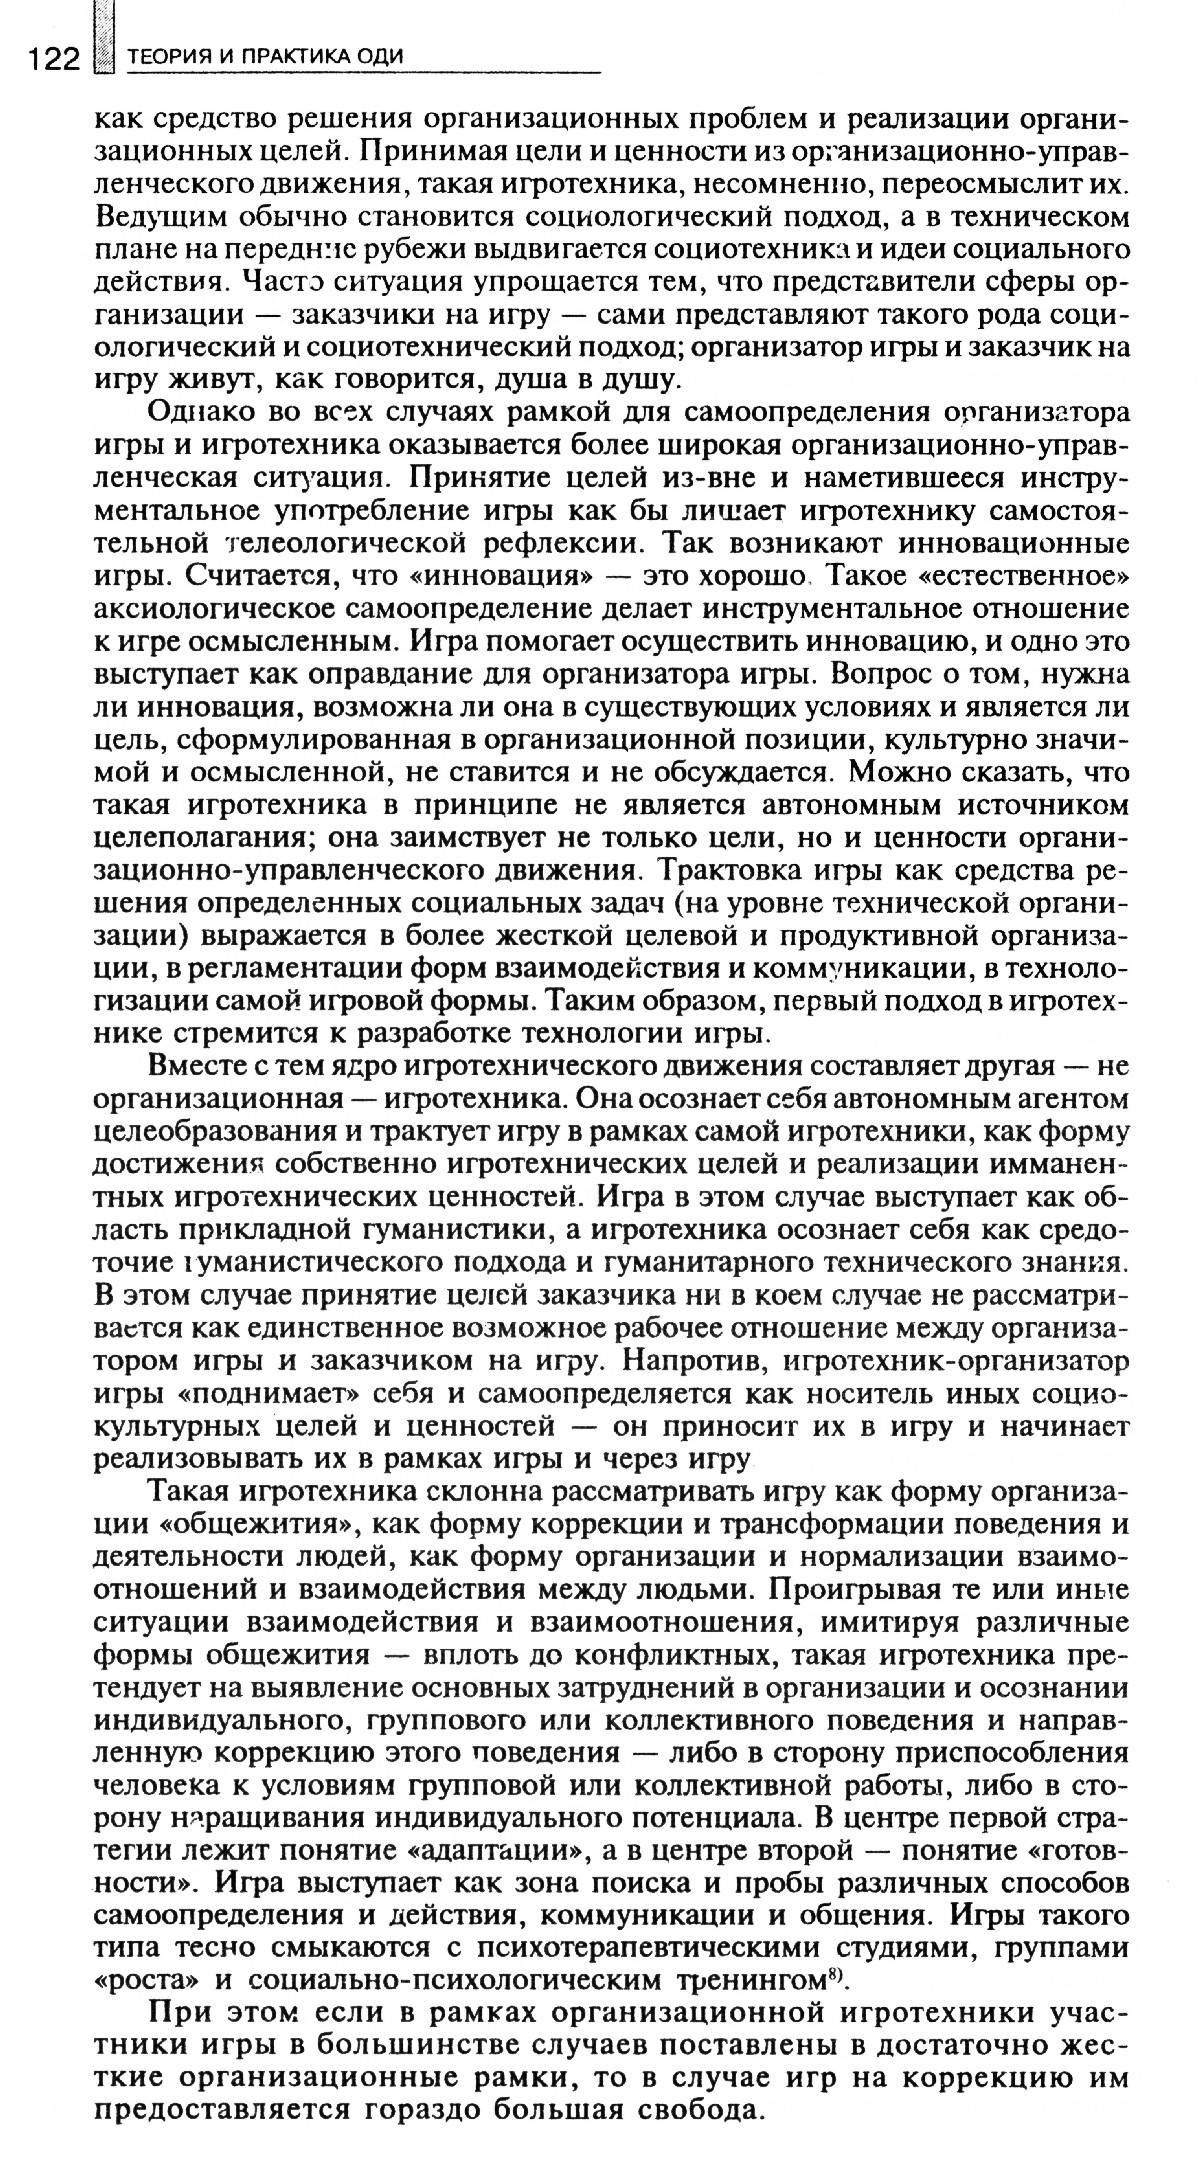 122
ТЕОРИЯ И ПРАКТИКА ОДИ
как средство решения организационных проблем и реализации органи-
зационных целей. Принимая цели и ценности из организационно-управ-
ленческого движения, такая игротехника, несомненно, переосмыслит их.
Ведущим обычно становится социологический подход, а в техническом
плане на передние рубежи выдвигается социотехника и идеи социального
действия. Часто ситуация упрощается тем, что представители сферы ор-
ганизации — заказчики на игру — сами представляют такого рода соци-
ологический и социотехнический подход; организатор игры и заказчик на
игру живут, как говорится, душа в душу.
Однако во всех случаях рамкой для самоопределения организатора
игры и игротехника оказывается более широкая организационно-управ-
ленческая ситуация. Принятие целей из-вне и наметившееся инстру-
ментальное употребление игры как бы лишает игротехнику самостоя-
тельной телеологической рефлексии. Так возникают инновационные
игры. Считается, что «инновация» — это хорошо. Такое «естественное»
аксиологическое самоопределение делает инструментальное отношение
к игре осмысленным. Игра помогает осуществить инновацию, и одно это
выступает как оправдание для организатора игры. Вопрос о том, нужна
ли инновация, возможна ли она в существующих условиях и является ли
цель, сформулированная в организационной позиции, культурно значи-
мой и осмысленной, не ставится и не обсуждается. Можно сказать, что
такая игротехника в принципе не является автономным источником
целеполагания; она заимствует не только цели, но и ценности органи-
зационно-управленческого движения. Трактовка игры как средства ре-
шения определенных социальных задач (на уровне технической органи-
зации) выражается в более жесткой целевой и продуктивной организа-
ции, в регламентации форм взаимодействия и коммуникации, в техноло-
гизации самой игровой формы. Таким образом, первый подход в игротех-
нике стремится к разработке технологии игры.
Вместе с тем ядро игротехнического движения составляет другая — не
организационная — игротехника. Она осознает себя автономным агентом
целеобразования и трактует игру в рамках самой игротехники, как форму
достижения собственно игротехнических целей и реализации имманен-
тных игротехнических ценностей. Игра в этом случае выступает как об-
ласть прикладной гуманистики, а игротехника осознает себя как средо-
точие гуманистического подхода и гуманитарного технического знания.
В этом случае принятие целей заказчика ни в коем случае не рассматри-
вается как единственное возможное рабочее отношение между организа-
тором игры и заказчиком на игру. Напротив, игротехник-организатор
игры «поднимает» себя и самоопределяется как носитель иных социо-
культурных целей и ценностей — он приносит их в игру и начинает
реализовывать их в рамках игры и через игру
Такая игротехника склонна рассматривать игру как форму организа-
ции «общежития», как форму коррекции и трансформации поведения и
деятельности людей, как форму организации и нормализации взаимо-
отношений и взаимодействия между людьми. Проигрывая те или иные
ситуации взаимодействия и взаимоотношения, имитируя различные
формы общежития — вплоть до конфликтных, такая игротехника пре-
тендует на выявление основных затруднений в организации и осознании
индивидуального, группового или коллективного поведения и направ-
ленную коррекцию этого поведения — либо в сторону приспособления
человека к условиям групповой или коллективной работы, либо в сто-
рону наращивания индивидуального потенциала. В центре первой стра-
тегии лежит понятие «адаптации», а в центре второй — понятие «готов-
ности». Игра выступает как зона поиска и пробы различных способов
самоопределения и действия, коммуникации и общения. Игры такого
типа тесно смыкаются с психотерапевтическими студиями, группами
«роста» и социально-психологическим тренингом⁸⁾.
При этом если в рамках организационной игротехники учас-
тники игры в большинстве случаев поставлены в достаточно жес-
ткие организационные рамки, то в случае игр на коррекцию им
предоставляется гораздо большая свобода.